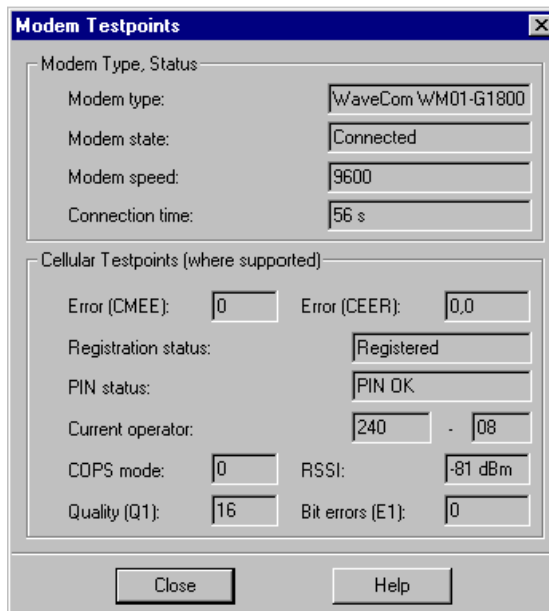 Modem Testpoints
Modem Type, Status
Modem type: WaveCom WM01-G1800
Modem state: Connected
Modem speed: 9600
Connection time: 56 s
Cellular Testpoints (where supported)
Error (CMEE): 0 Error (CEER): 0,0
Registration status: Registered
PIN status: PIN OK
Current operator: 240 - 08
COPS mode: 0 RSSI: -81 dBm
Quality (Q1): 16 Bit errors (E1): 0
Close Help